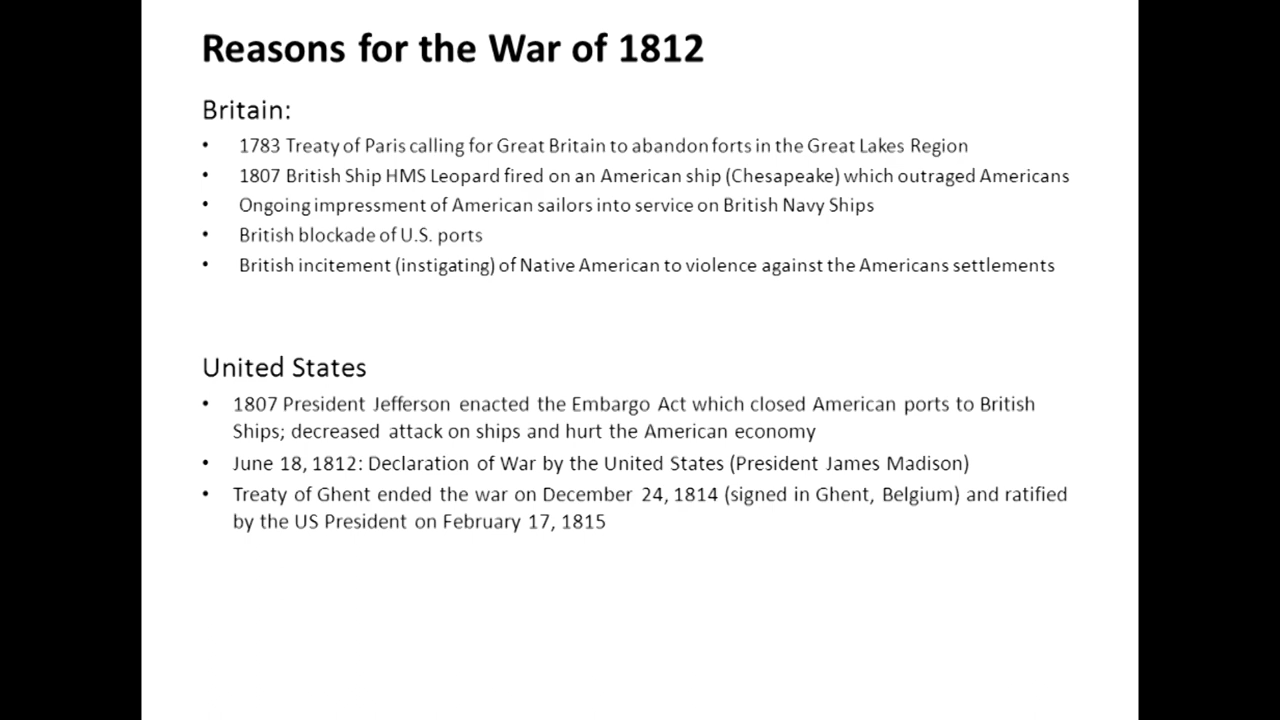 Reasons for the War of 1812
Britain:
• 1783 Treaty of Paris calling for Great Britain to abandon forts in the Great Lakes Region
• 1807 British Ship HMS Leopard fired on an American ship (Chesapeake) which outraged Americans
• Ongoing impressment of American sailors into service on British Navy Ships
• British blockade of U.S. ports
• British incitement (instigating) of Native American to violence against the Americans settlements
United States
• 1807 President Jefferson enacted the Embargo Act which closed American ports to British
Ships; decreased attack on ships and hurt the American economy
• June 18, 1812: Declaration of War by the United States (President James Madison)
• Treaty of Ghent ended the war on December 24, 1814 (signed in Ghent, Belgium) and ratified
by the US President on February 17, 1815